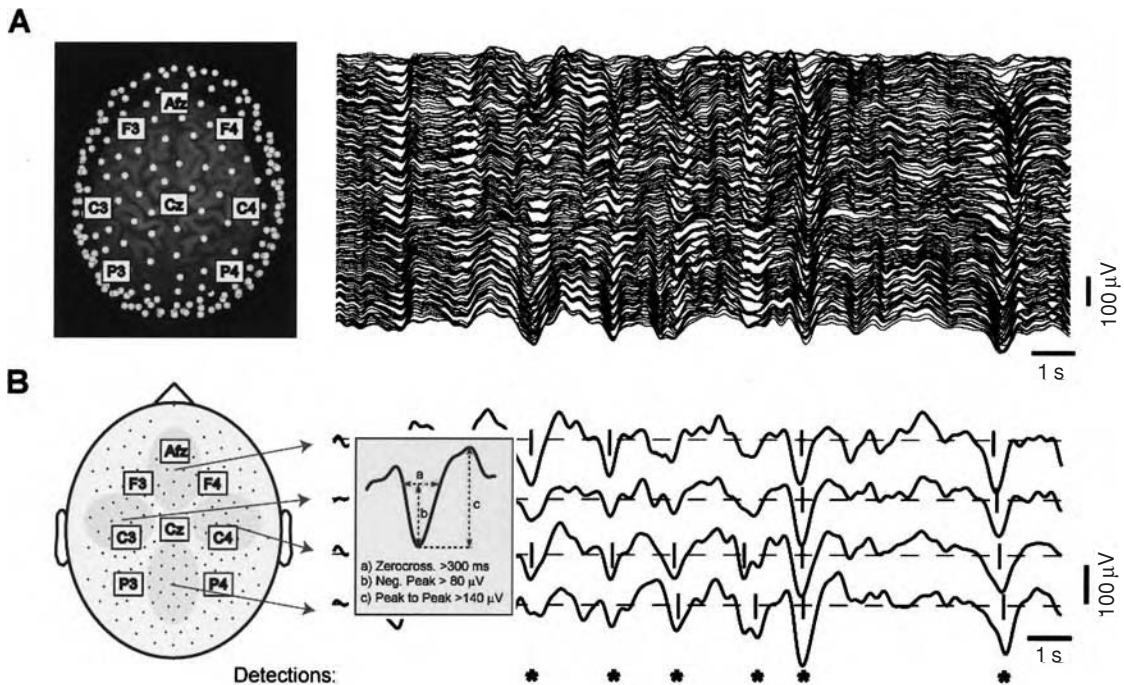 A
Afz
F3 F4
C3 Cz C4
P3 P4
100 µV
1 s
B
Afz
F3 F4
C3 Cz C4
P3 P4
a
b
c
a) Zerocross. >300 ms
b) Neg. Peak > 80 µV
c) Peak to Peak >140 µV
100 µV
1 s
Detections: * * * * * *